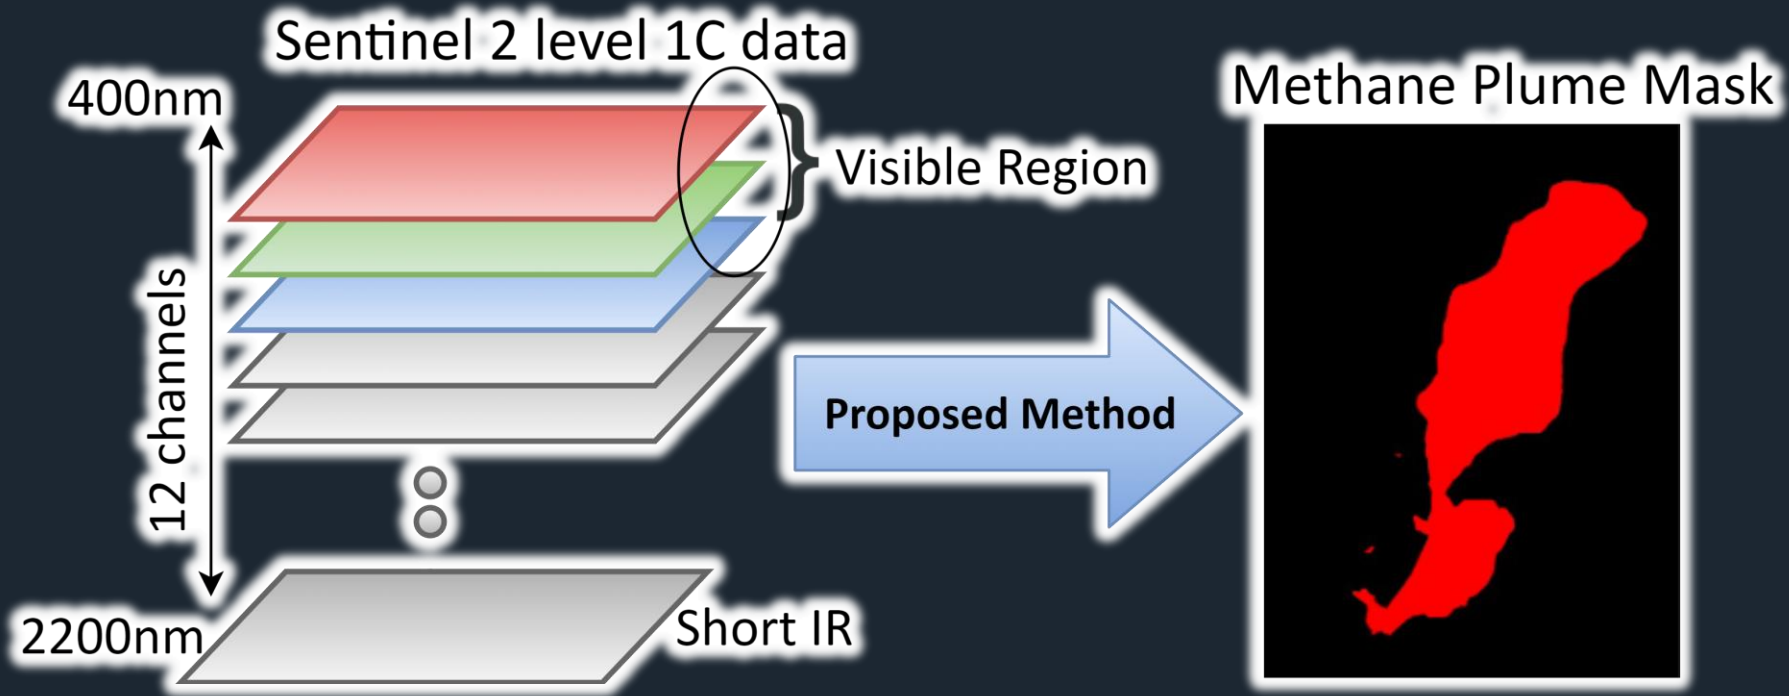 Sentinel 2 level 1C data
400nm
Visible Region
12 channels
2200nm
Short IR
Proposed Method
Methane Plume Mask